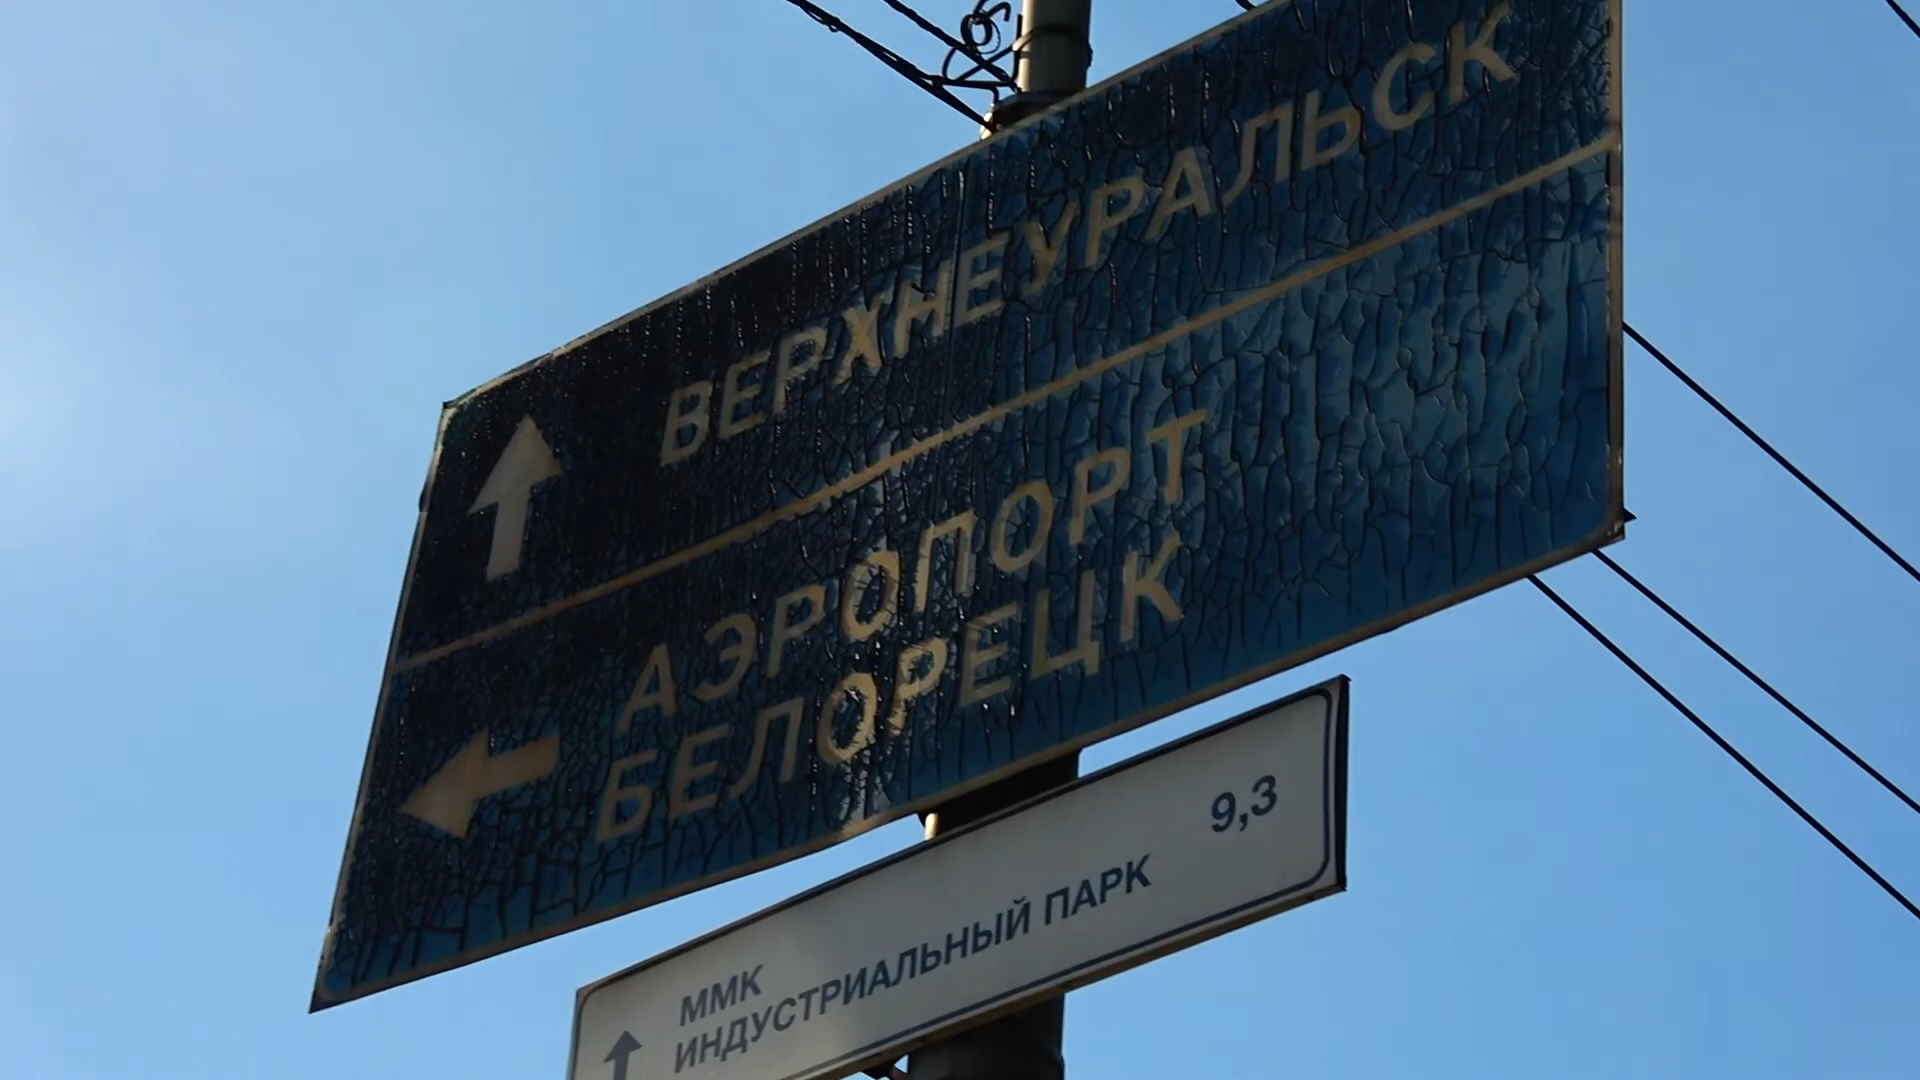 ВЕРХНЕУРАЛЬСК
АЭРОПОРТ
БЕЛОРЕЦК
9,3
ММК
ИНДУСТРИАЛЬНЫЙ ПАРК